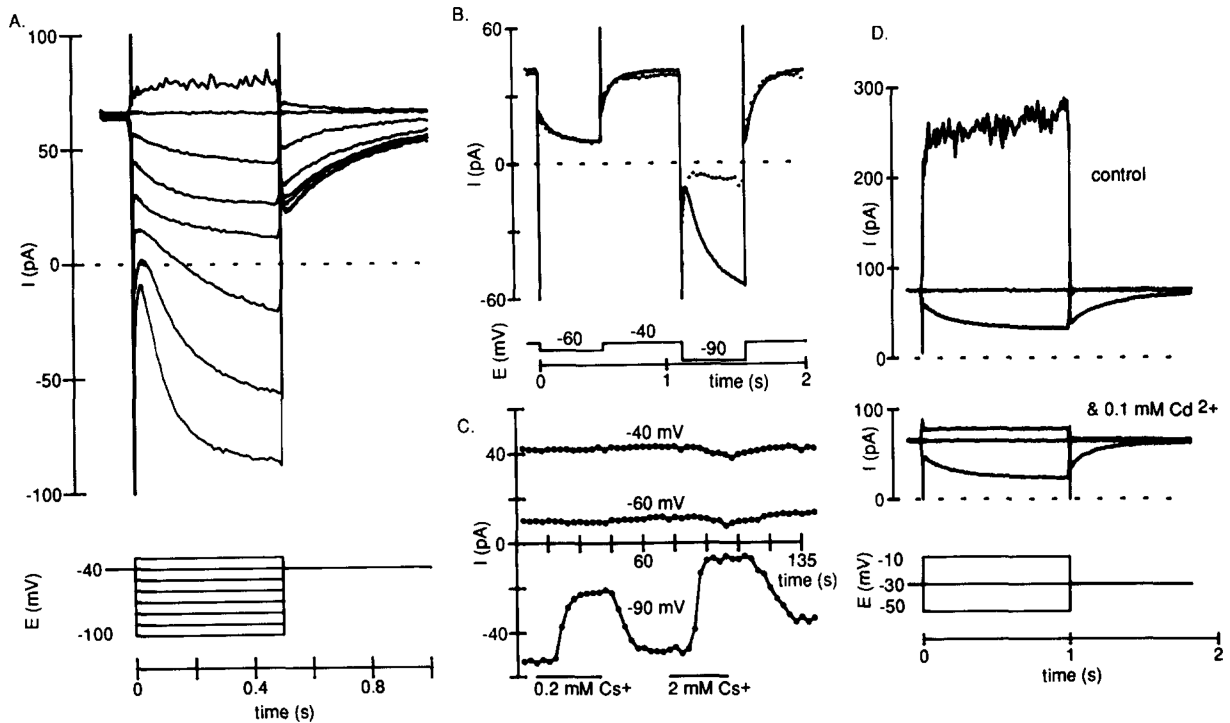 A.
100
50
0
-50
-100
I (pA)
-40
-100
E (mV)
0
0.4
0.8
time (s)
B.
60
0
-60
I (pA)
-60
-40
-90
E (mV)
0
1
2
time (s)
C.
-40 mV
40
-60 mV
I (pA)
0
60
135
time (s)
-90 mV
-40
0.2 mM Cs+
2 mM Cs+
D.
300
200
100
0
I (pA)
control
& 0.1 mM Cd 2+
100
0
I (pA)
-10
-30
-50
E (mV)
0
1
2
time (s)